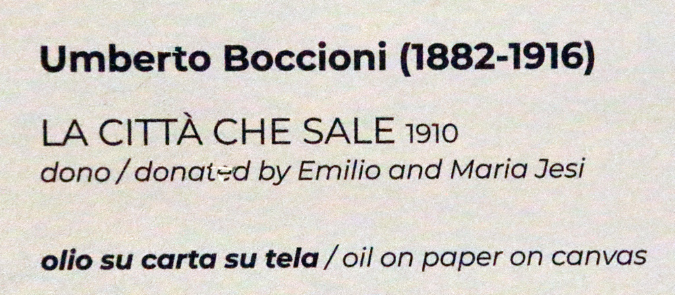 Umberto Boccioni (1882-1916)
LA CITTÀ CHE SALE 1910
dono / donated by Emilio and Maria Jesi
olio su carta su tela / oil on paper on canvas